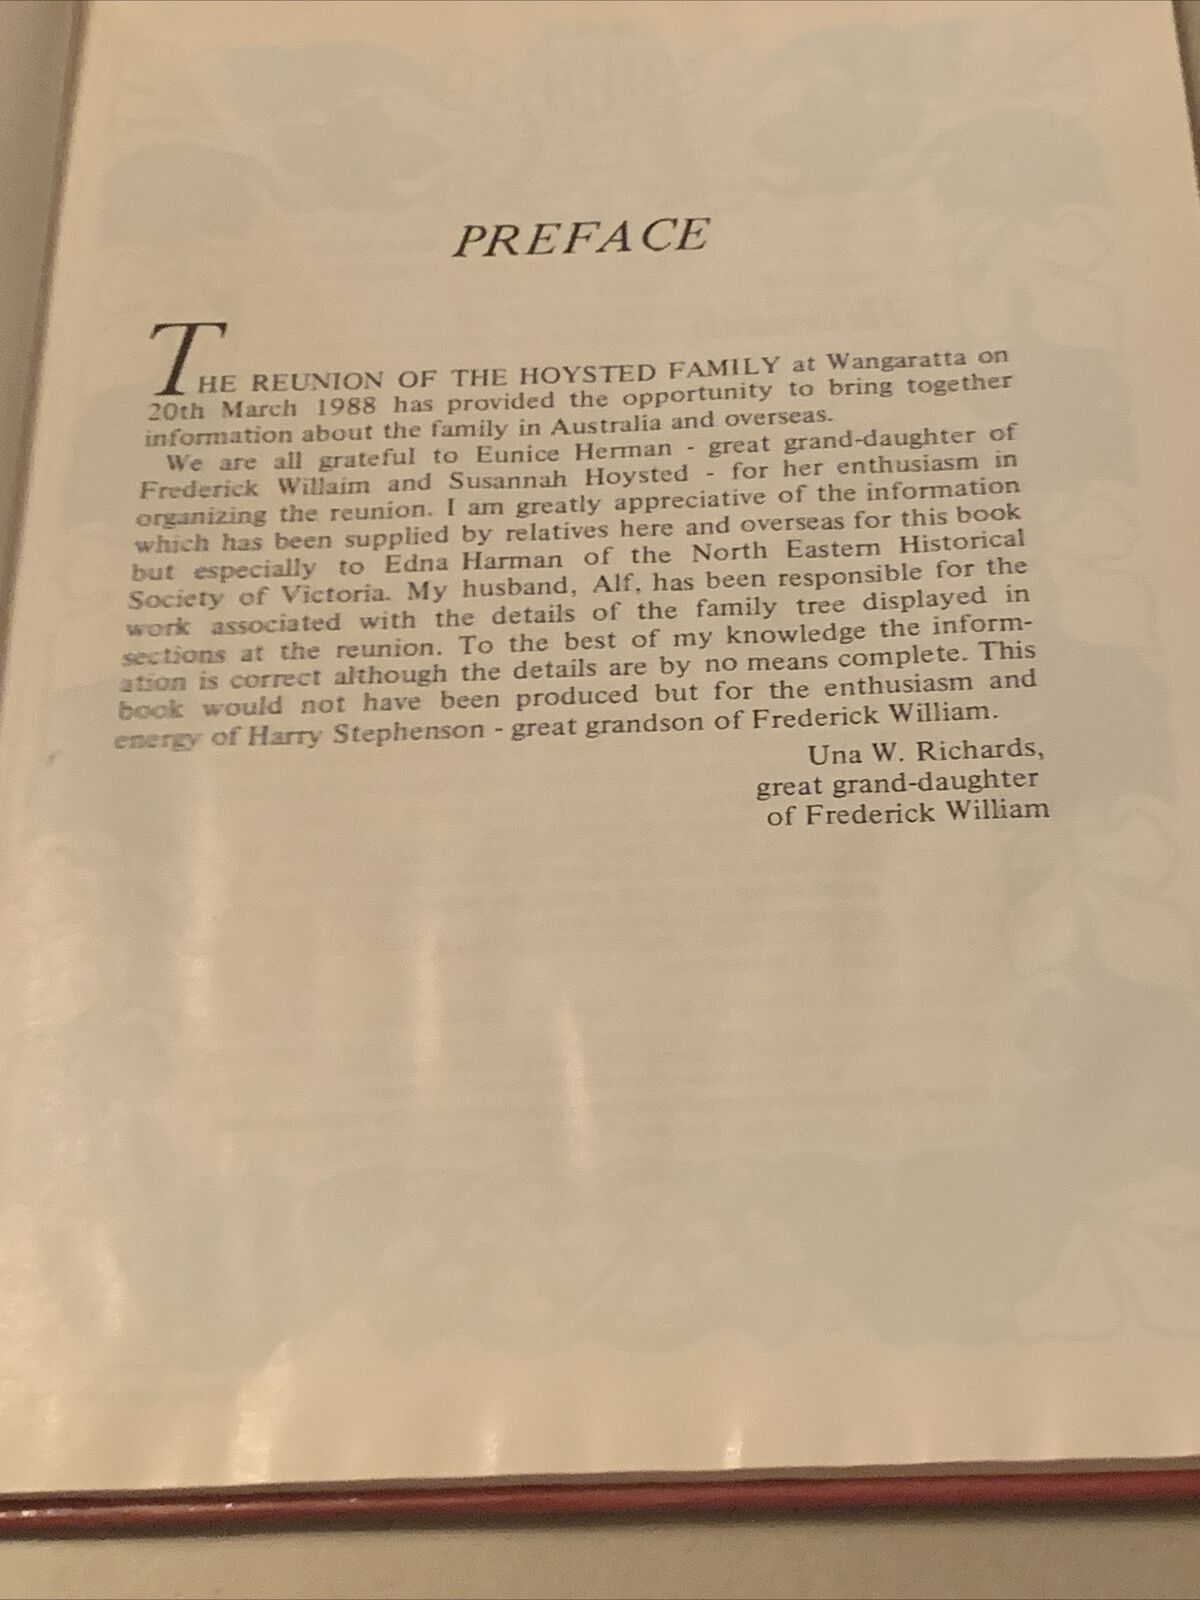 PREFACE
THE REUNION OF THE HOYSTED FAMILY at Wangaratta on
20th March 1988 has provided the opportunity to bring together
information about the family in Australia and overseas.
We are all grateful to Eunice Herman - great grand-daughter of
Frederick Willaim and Susannah Hoysted - for her enthusiasm in
organizing the reunion. I am greatly appreciative of the information
which has been supplied by relatives here and overseas for this book
but especially to Edna Harman of the North Eastern Historical
Society of Victoria. My husband, Alf, has been responsible for the
work associated with the details of the family tree displayed in
sections at the reunion. To the best of my knowledge the inform-
ation is correct although the details are by no means complete. This
book would not have been produced but for the enthusiasm and
energy of Harry Stephenson - great grandson of Frederick William.
Una W. Richards,
great grand-daughter
of Frederick William